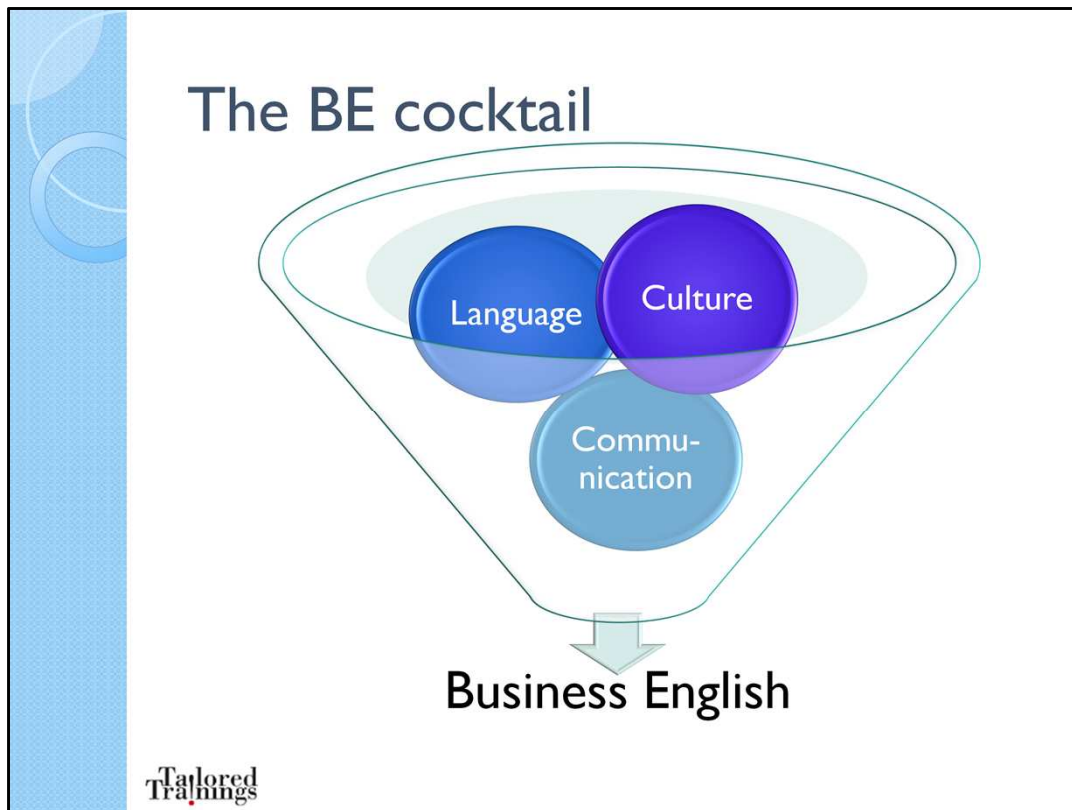 The BE cocktail
Language
Culture
Commu-
nication
Business English
Tailored
Trainings